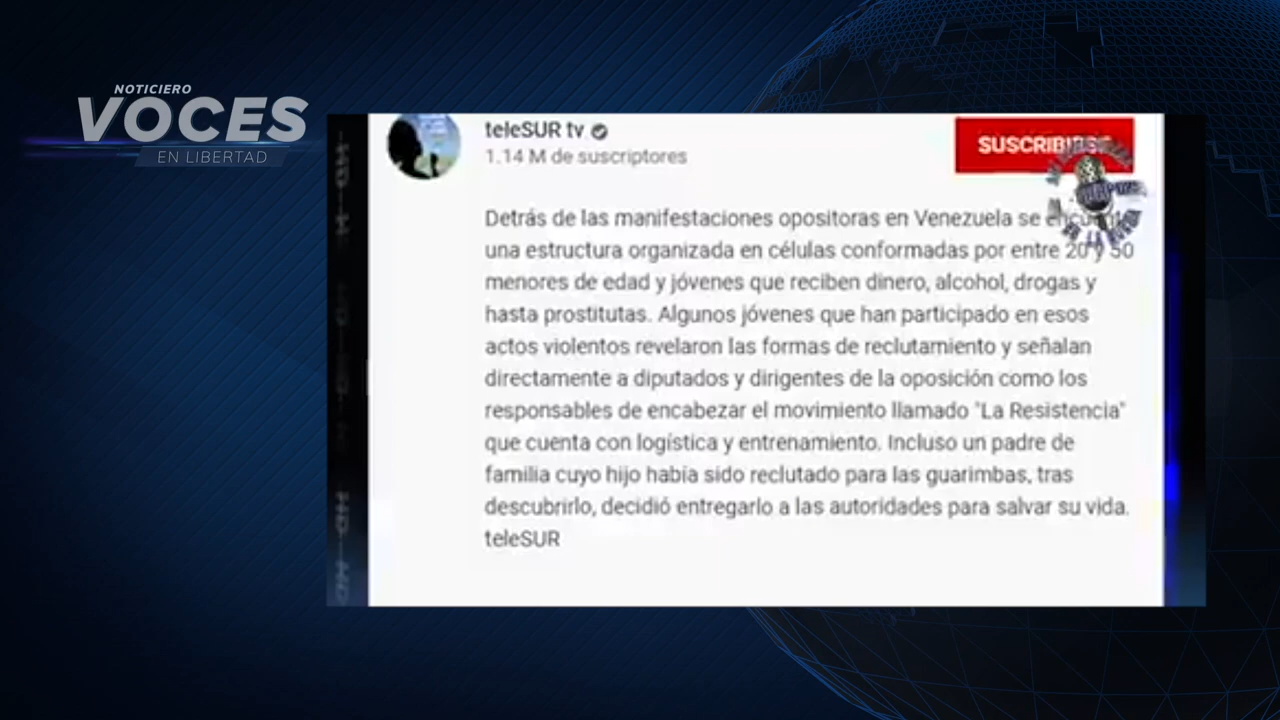 NOTICIERO
VOCES
EN LIBERTAD
teleSUR tv
1.14 M de suscriptores
Detrás de las manifestaciones opositoras en Venezuela se
una estructura organizada en células conformadas por entre 20 y 50
menores de edad y jóvenes que reciben dinero, alcohol, drogas y
hasta prostitutas. Algunos jóvenes que han participado en esos
actos violentos revelaron las formas de reclutamiento y señalan
directamente a diputados y dirigentes de la oposición como los
responsables de encabezar el movimiento llamado "La Resistencia"
que cuenta con logística y entrenamiento. Incluso un padre de
familia cuyo hijo había sido reclutado para las guarimbas, tras
descubrirlo, decidió entregarlo a las autoridades para salvar su vida.
teleSUR